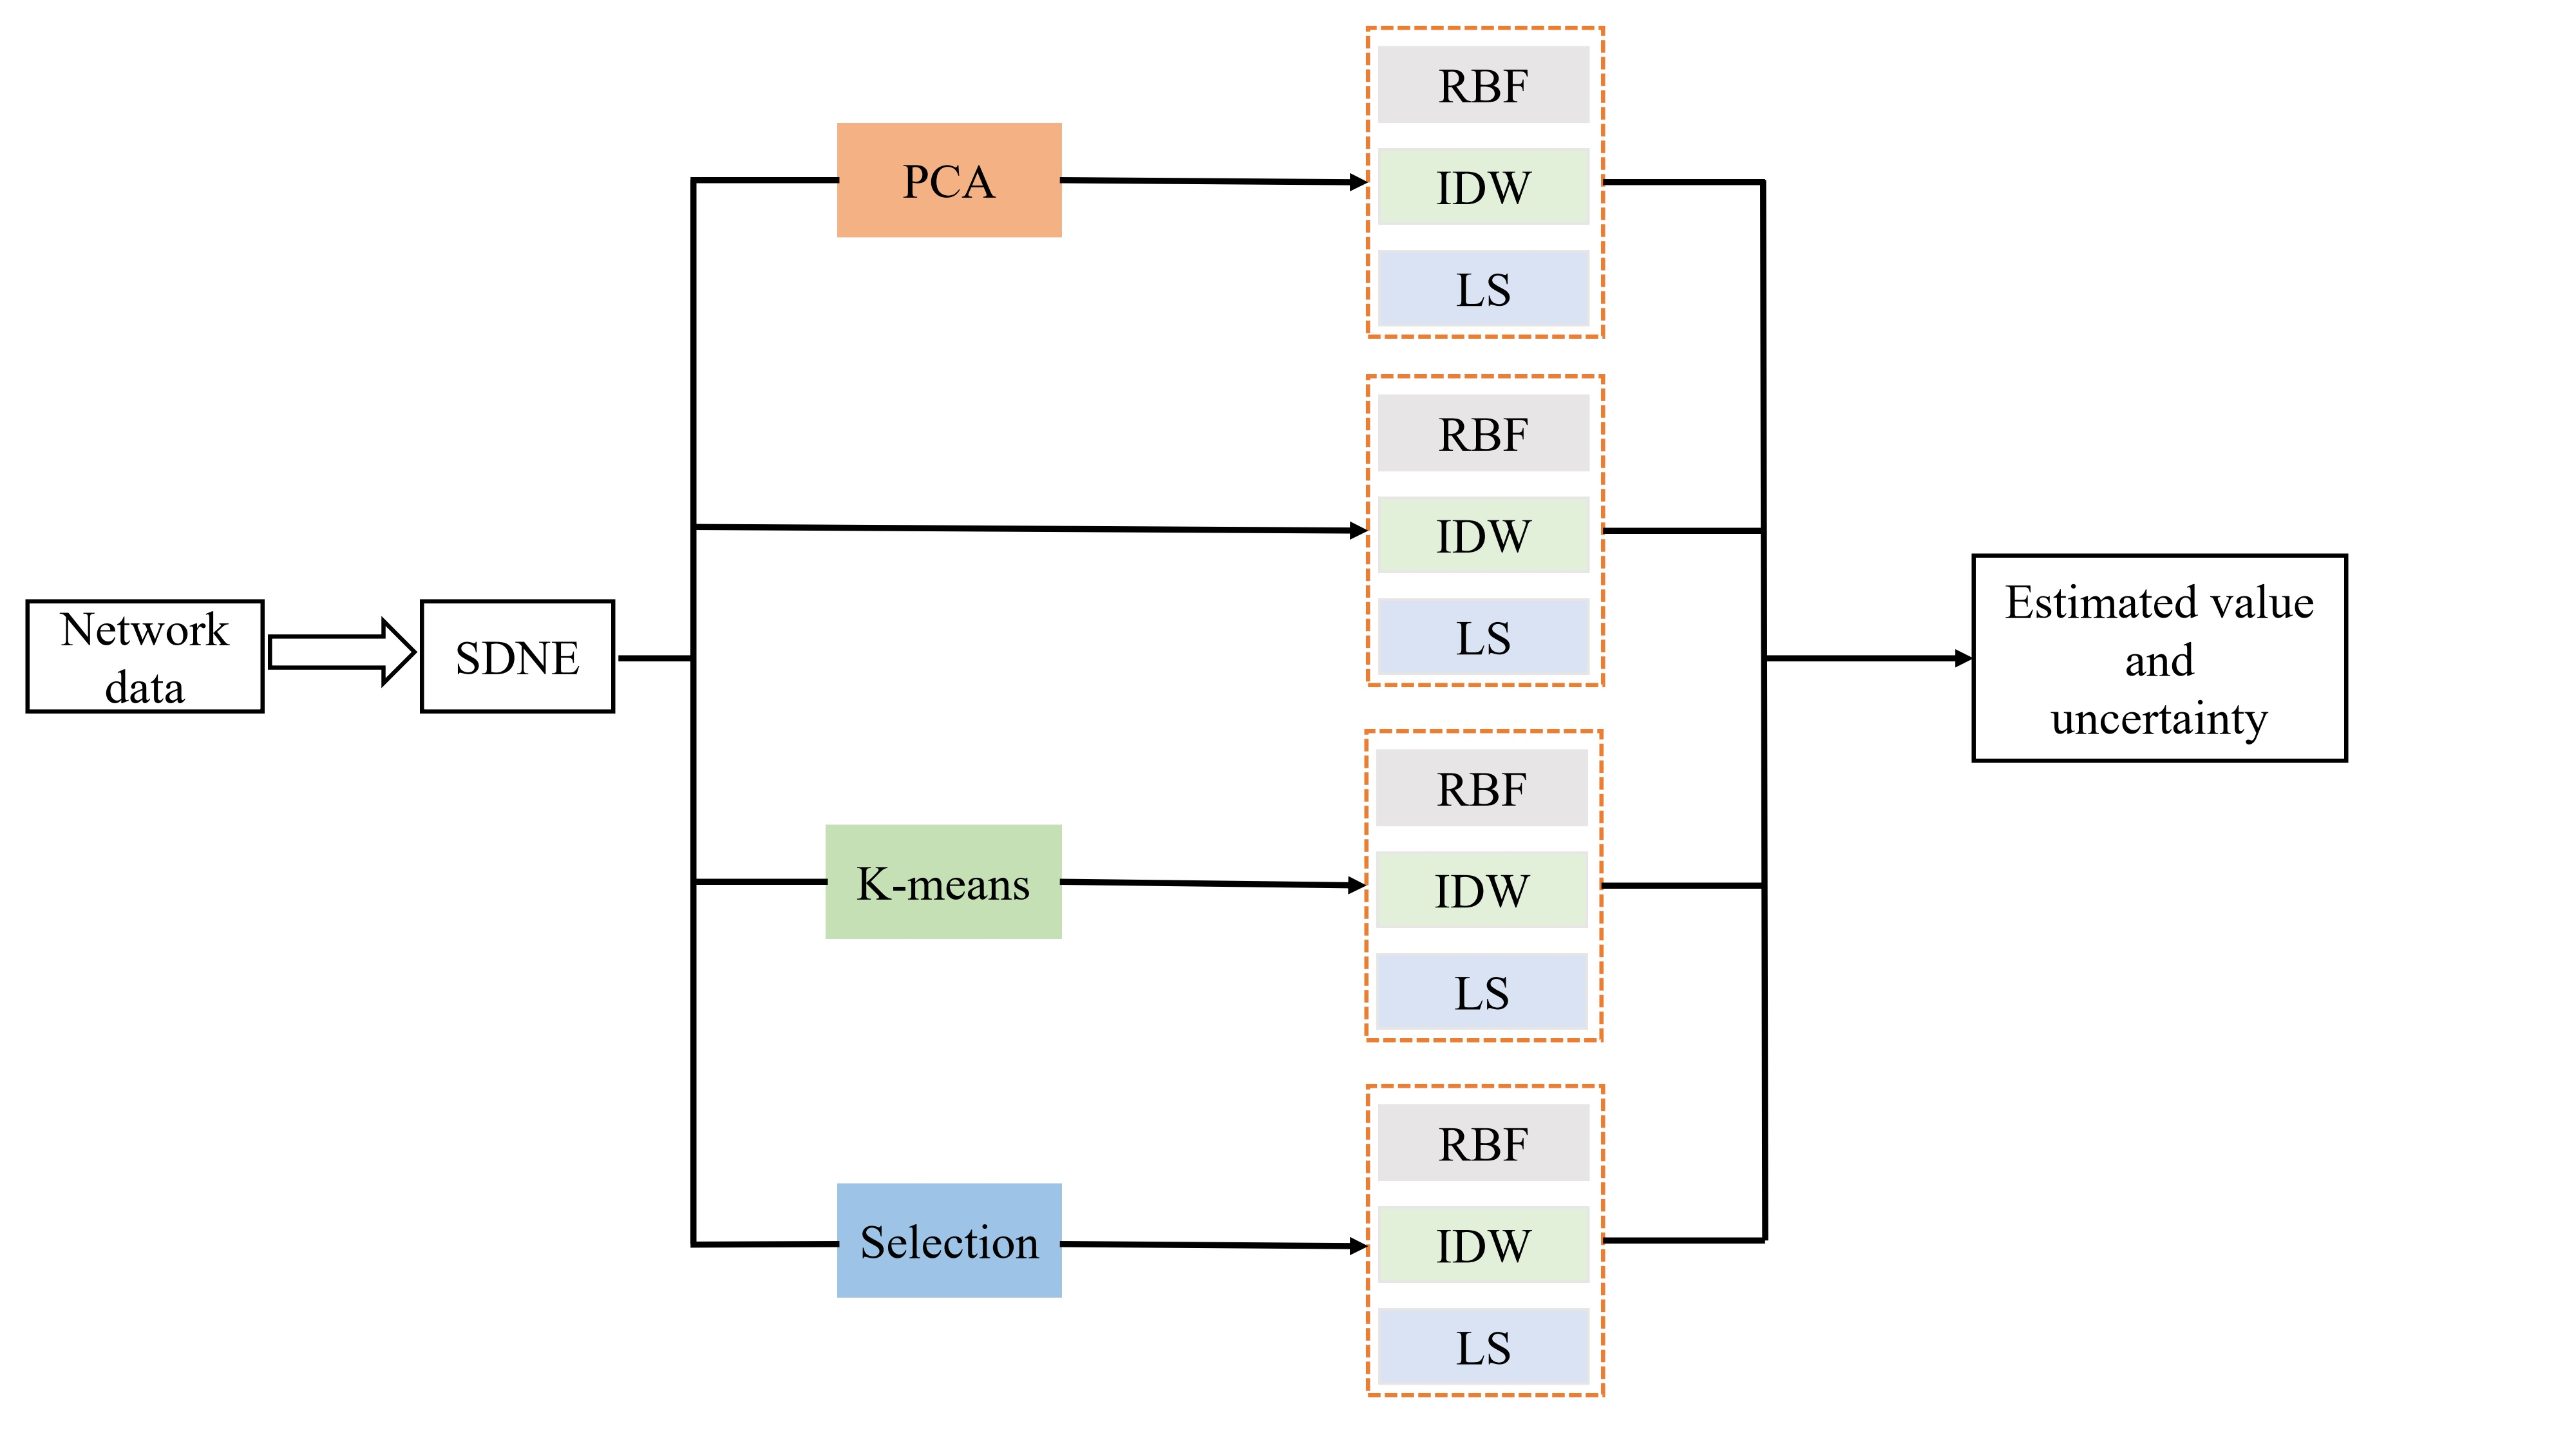 Network
data
SDNE
PCA
K-means
Selection
RBF
IDW
LS
RBF
IDW
LS
RBF
IDW
LS
RBF
IDW
LS
Estimated value
and
uncertainty